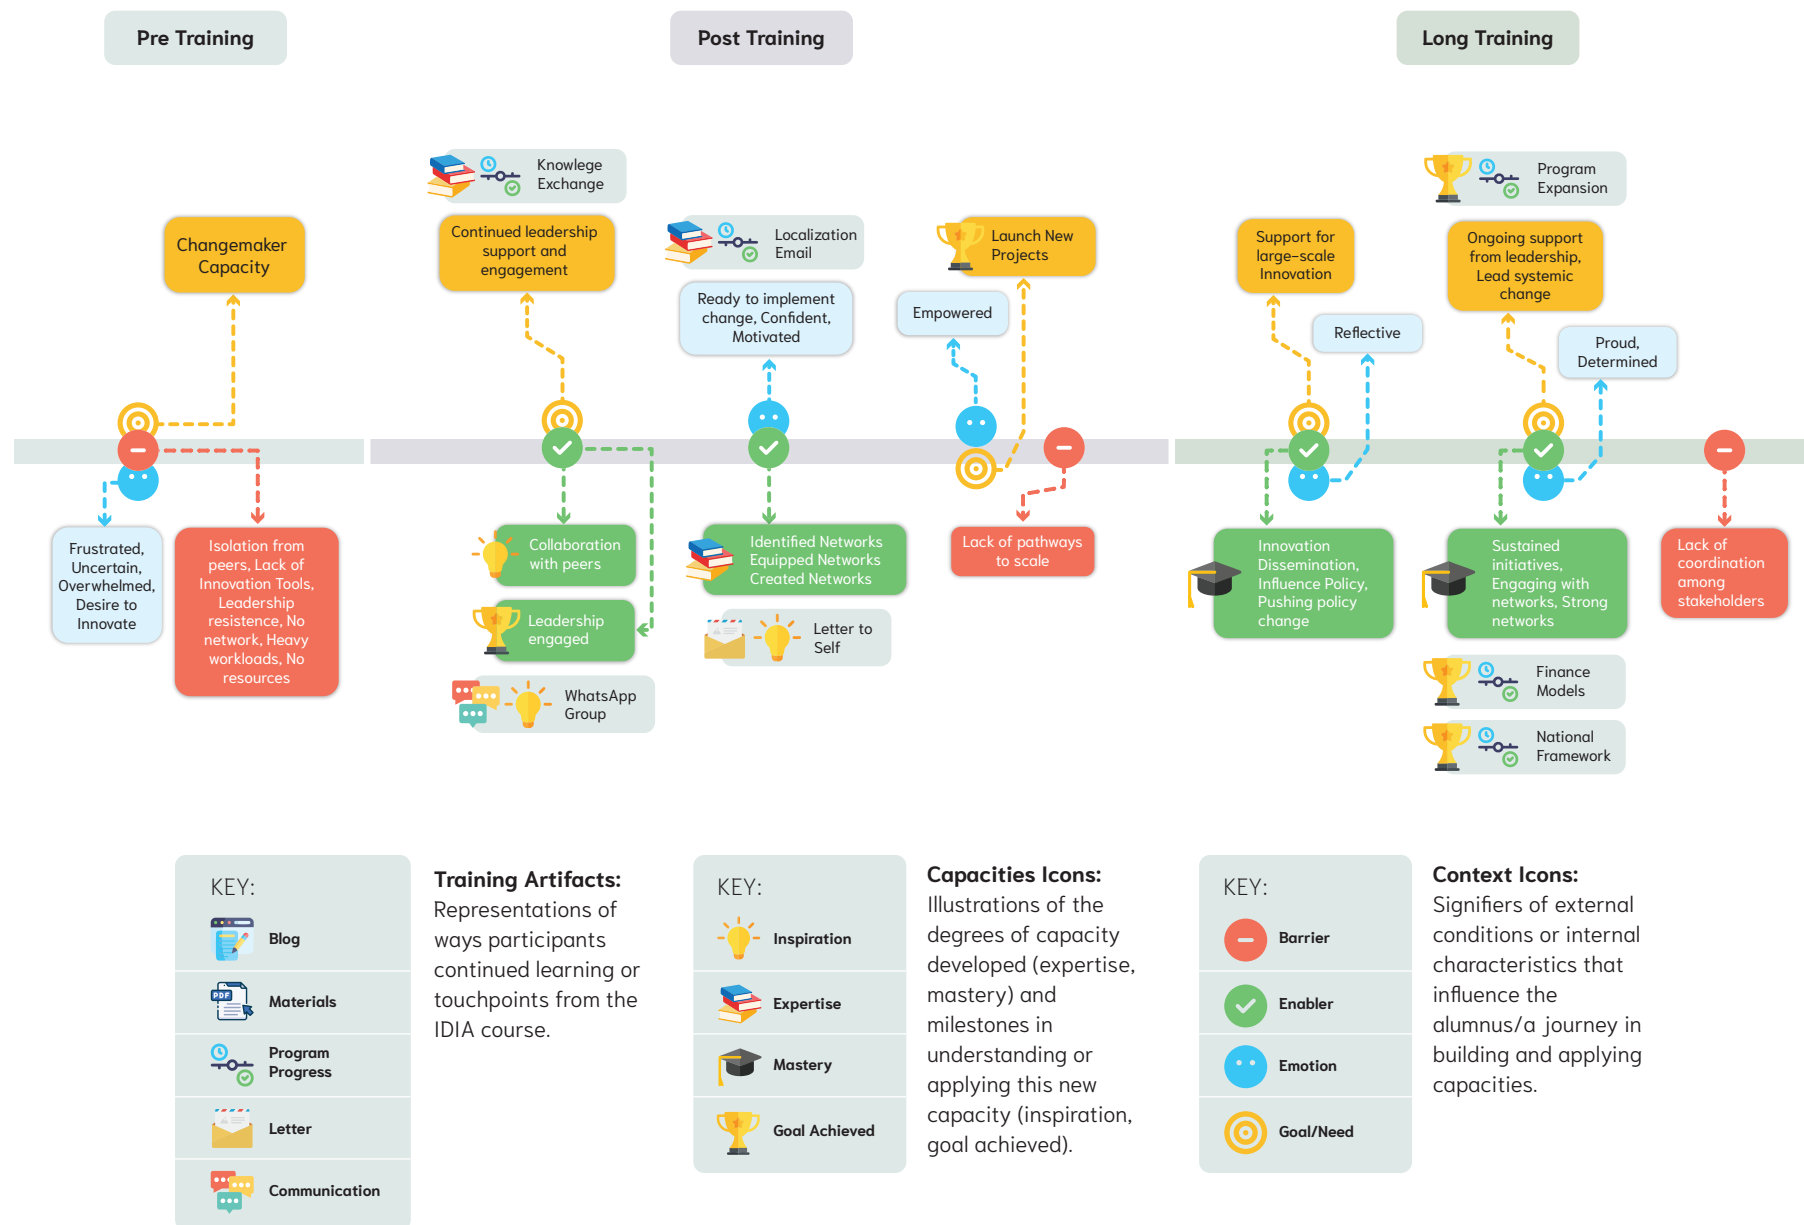 Pre Training
Post Training
Long Training
Changemaker
Capacity
Frustrated,
Uncertain,
Overwhelmed,
Desire to
Innovate
Isolation from
peers, Lack of
Innovation Tools,
Leadership
resistence, No
network, Heavy
workloads, No
resources
Knowlege
Exchange
Continued leadership
support and
engagement
Collaboration
with peers
Leadership
engaged
WhatsApp
Group
Localization
Email
Ready to implement
change, Confident,
Motivated
Identified Networks
Equipped Networks
Created Networks
Letter to
Self
Launch New
Projects
Empowered
Lack of pathways
to scale
Support for
large-scale
Innovation
Reflective
Innovation
Dissemination,
Influence Policy,
Pushing policy
change
Program
Expansion
Ongoing support
from leadership,
Lead systemic
change
Proud,
Determined
Sustained
initiatives,
Engaging with
networks, Strong
networks
Finance
Models
National
Framework
Lack of
coordination
among
stakeholders
KEY:
Blog
PDF
Materials
Program
Progress
Letter
Communication
Training Artifacts:
Representations of
ways participants
continued learning or
touchpoints from the
IDIA course.
KEY:
Inspiration
Expertise
Mastery
Goal Achieved
Capacities Icons:
Illustrations of the
degrees of capacity
developed (expertise,
mastery) and
milestones in
understanding or
applying this new
capacity (inspiration,
goal achieved).
KEY:
Barrier
Enabler
Emotion
Goal/Need
Context Icons:
Signifiers of external
conditions or internal
characteristics that
influence the
alumnus/a journey in
building and applying
capacities.